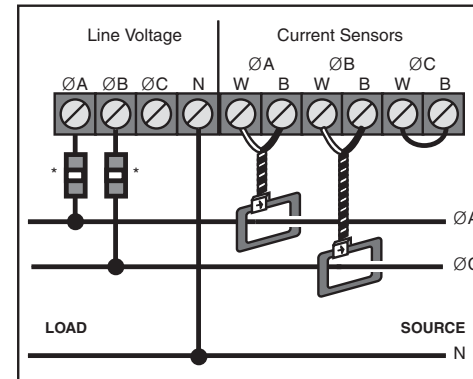 Line Voltage
Current Sensors
ØA ØB ØC N
ØA ØB ØC
W B W B W B
* *
ØA
ØC
LOAD SOURCE
N